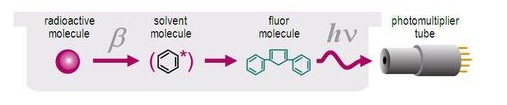 radioactive
molecule
β
solvent
molecule
(*)
fluor
molecule
hν
photomultiplier
tube